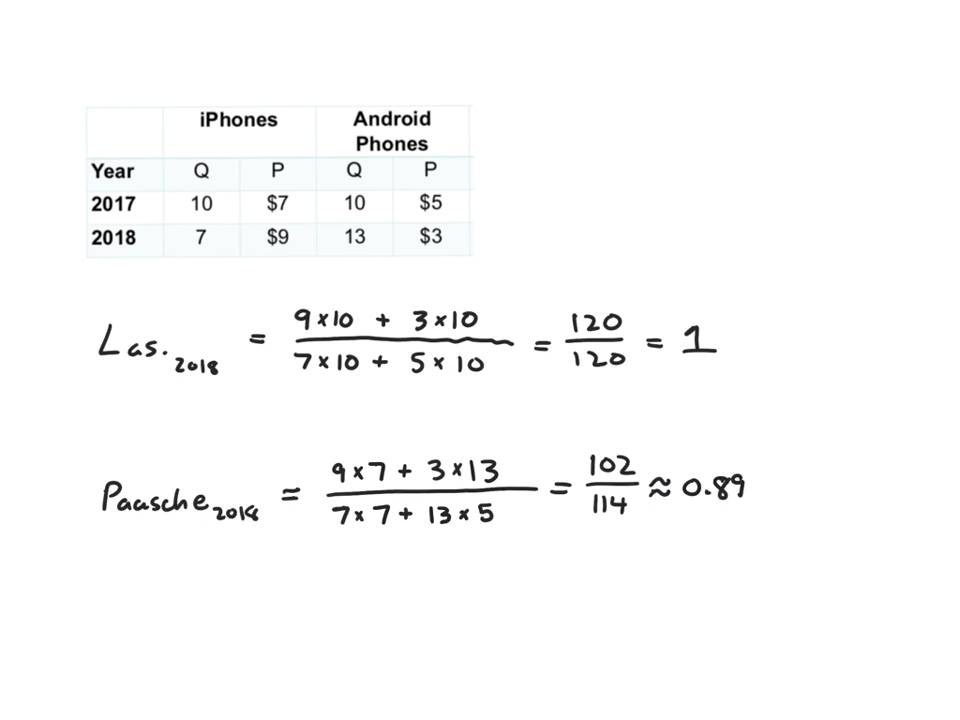 iPhones Android Phones
Year Q P Q P
2017 10 $7 10 $5
2018 7 $9 13 $3
Las. 2018 = 9 x 10 + 3 x 10 / 7 x 10 + 5 x 10 = 120 / 120 = 1
Paasche 2018 = 9 x 7 + 3 x 13 / 7 x 7 + 13 x 5 = 102 / 114 ≈ 0.89